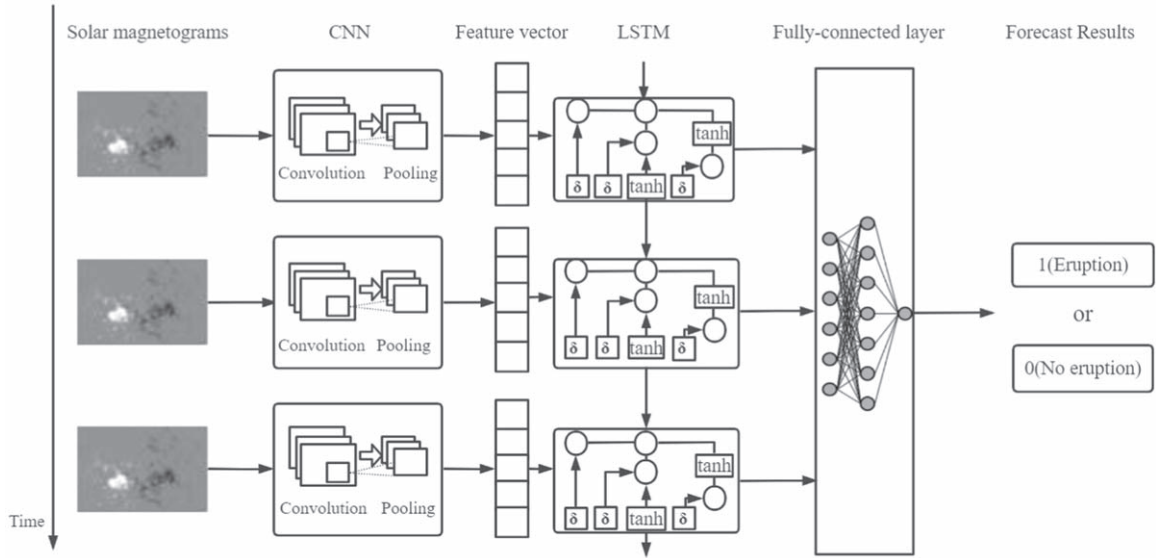 Solar magnetograms
CNN
Feature vector
LSTM
Fully-connected layer
Forecast Results
Convolution
Pooling
tanh
δ
δ
tanh
δ
Convolution
Pooling
tanh
δ
δ
tanh
δ
1(Eruption)
or
0(No eruption)
Convolution
Pooling
tanh
δ
δ
tanh
δ
Time